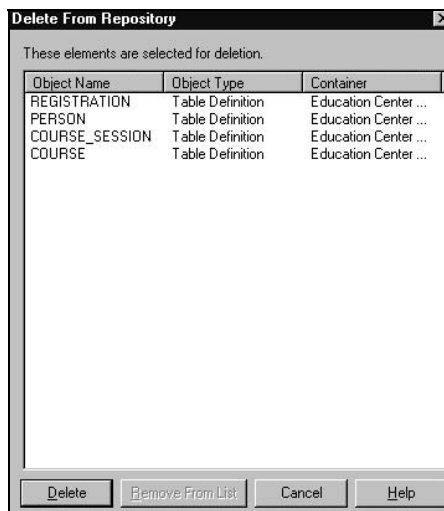 Delete From Repository
These elements are selected for deletion.
Object Name Object Type Container
REGISTRATION Table Definition Education Center ...
PERSON Table Definition Education Center ...
COURSE_SESSION Table Definition Education Center ...
COURSE Table Definition Education Center ...
Delete Remove From List Cancel Help